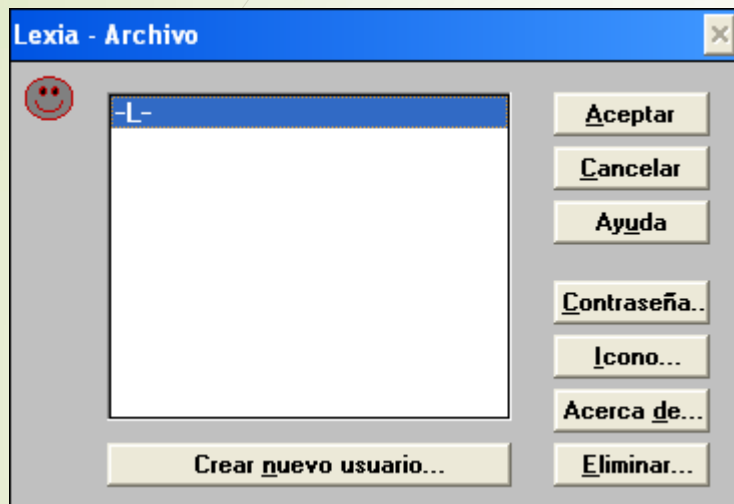 Lexia - Archivo
-L-
Aceptar
Cancelar
Ayuda
Contraseña..
Icono...
Acerca de...
Crear nuevo usuario...
Eliminar...